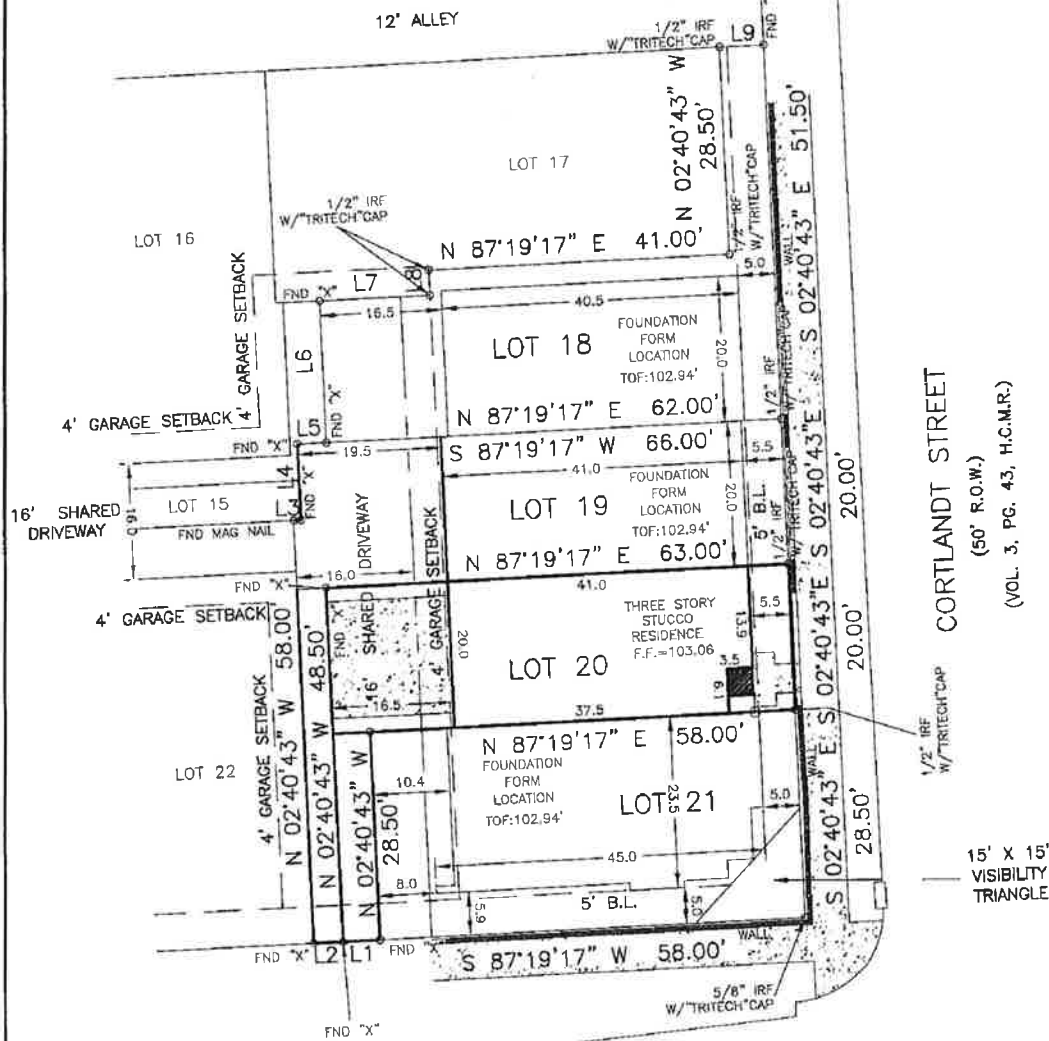 12' ALLEY
1/2" IRF
W/"TRITECH"CAP
L9
FND
LOT 17
N 02°40'43" W
28.50'
1/2" IRF
W/"TRITECH"CAP
S 02°40'43" E 51.50'
WALL
LOT 16
1/2" IRF
W/"TRITECH"CAP
N 87°19'17" E 41.00'
5.0
4' GARAGE SETBACK
FND "X"
L7
L8
16.5
40.5
L6
4' GARAGE SETBACK
LOT 18
FOUNDATION
FORM
LOCATION
TOF:102.94'
20.0
1/2" IRF
W/"TRITECH"CAP
4' GARAGE SETBACK
L5
FND "X"
N 87°19'17" E 62.00'
FND "X"
19.5
S 87°19'17" W 66.00'
5.5
41.0
L4
FND "X"
16' SHARED
DRIVEWAY
16.0
LOT 15
L3
FND MAG NAIL
DRIVEWAY
4' GARAGE SETBACK
LOT 19
FOUNDATION
FORM
LOCATION
TOF:102.94'
20.0
5' B.L.
1/2" IRF
W/"TRITECH"CAP
S 02°40'43" E
20.00'
CORTLANDT STREET
(50' R.O.W.)
(VOL. 3, PG. 43, H.C.M.R.)
N 87°19'17" E 63.00'
16.0
41.0
FND "X"
4' GARAGE SETBACK
FND "X"
16' SHARED
20.0
THREE STORY
STUCCO
RESIDENCE
F.F.=103.06
13.9
5.5
LOT 20
3.5
6.1
S 02°40'43" E
20.00'
16.5
37.5
N 02°40'43" W 58.00'
N 02°40'43" W 48.50'
4' GARAGE SETBACK
LOT 22
N 87°19'17" E 58.00'
1/2" IRF
W/"TRITECH"CAP
FOUNDATION
FORM
LOCATION
TOF:102.94'
N 02°40'43" W
28.50'
10.4
LOT 21
23.5
5.0
WALL
S 02°40'43" E
28.50'
45.0
8.0
15' X 15'
VISIBILITY
TRIANGLE
5.9
5' B.L.
5.0
WALL
FND "X"
L2
L1
FND "X"
S 87°19'17" W 58.00'
5/8" IRF
W/"TRITECH"CAP
FND "X"